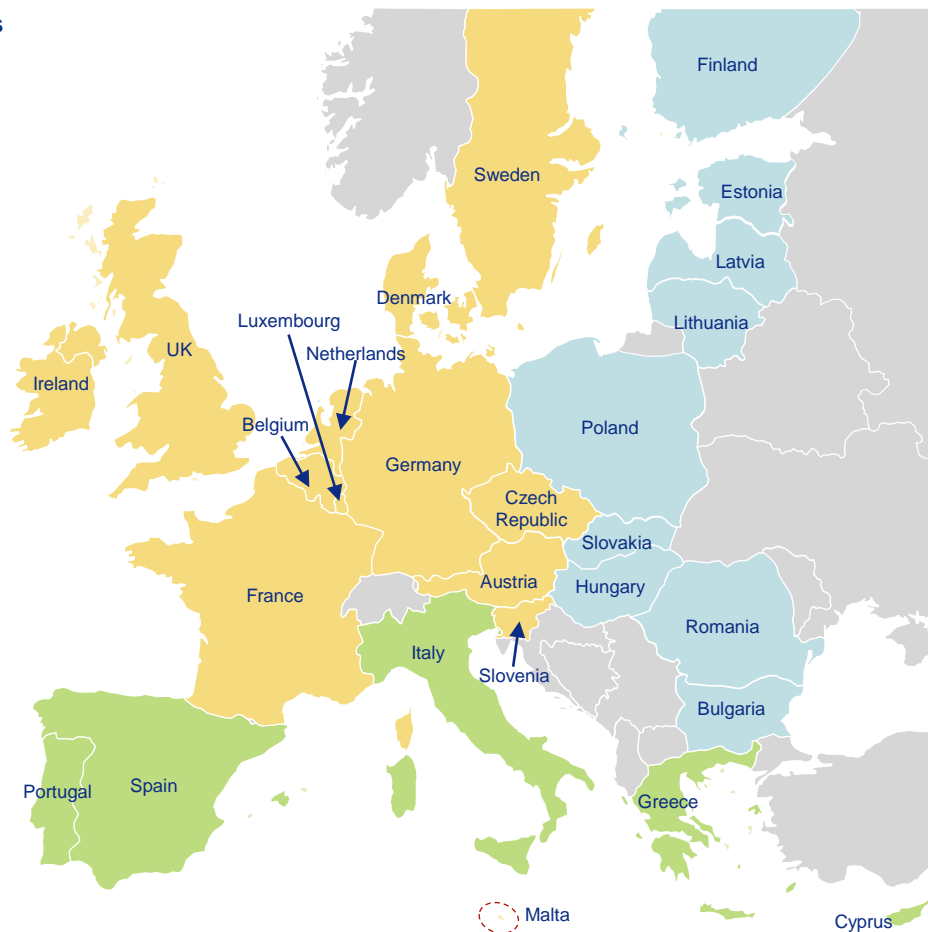 s
Finland
Sweden
Estonia
Latvia
Denmark
Luxembourg
Lithuania
UK
Netherlands
Ireland
Belgium
Poland
Germany
Czech
Republic
Slovakia
Austria
Hungary
France
Romania
Italy
Slovenia
Bulgaria
Spain
Portugal
Greece
Malta
Cyprus